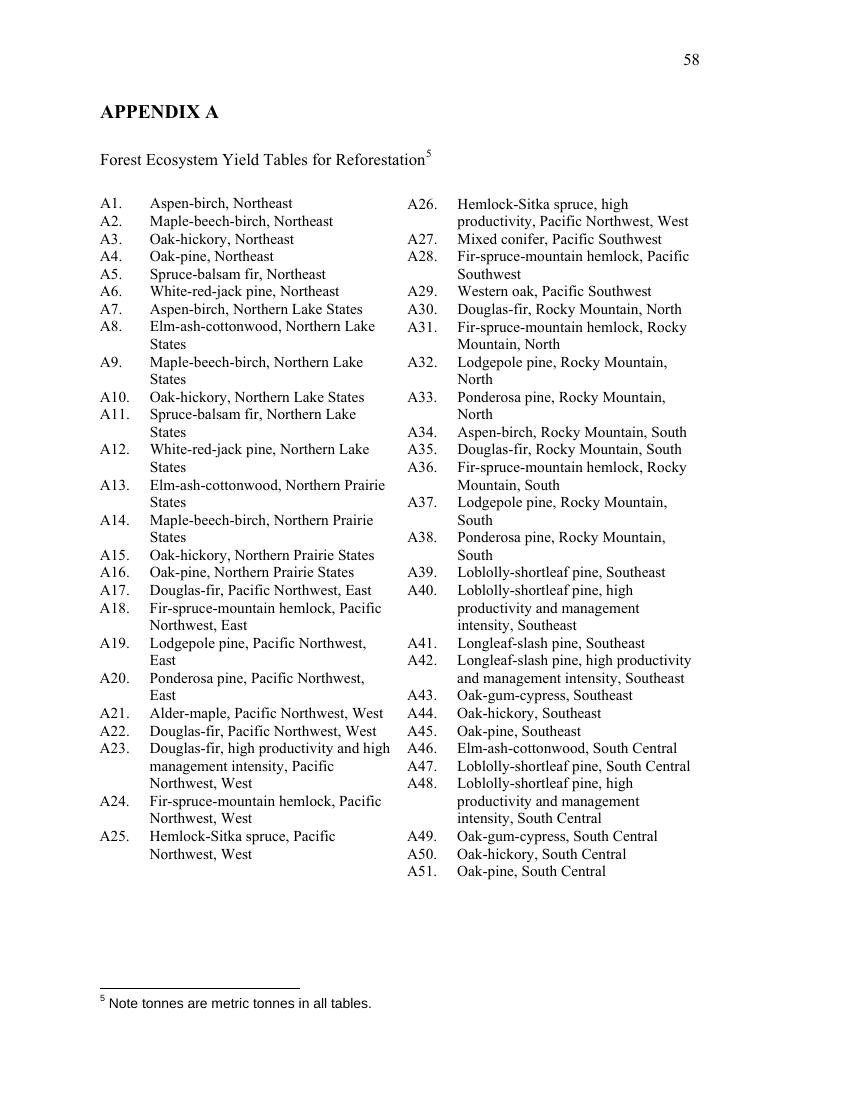 58
APPENDIX A
Forest Ecosystem Yield Tables for Reforestation5
A1. Aspen-birch, Northeast
A2. Maple-beech-birch, Northeast
A3. Oak-hickory, Northeast
A4. Oak-pine, Northeast
A5. Spruce-balsam fir, Northeast
A6. White-red-jack pine, Northeast
A7. Aspen-birch, Northern Lake States
A8. Elm-ash-cottonwood, Northern Lake
States
A9. Maple-beech-birch, Northern Lake
States
A10. Oak-hickory, Northern Lake States
A11. Spruce-balsam fir, Northern Lake
States
A12. White-red-jack pine, Northern Lake
States
A13. Elm-ash-cottonwood, Northern Prairie
States
A14. Maple-beech-birch, Northern Prairie
States
A15. Oak-hickory, Northern Prairie States
A16. Oak-pine, Northern Prairie States
A17. Douglas-fir, Pacific Northwest, East
A18. Fir-spruce-mountain hemlock, Pacific
Northwest, East
A19. Lodgepole pine, Pacific Northwest,
East
A20. Ponderosa pine, Pacific Northwest,
East
A21. Alder-maple, Pacific Northwest, West
A22. Douglas-fir, Pacific Northwest, West
A23. Douglas-fir, high productivity and high
management intensity, Pacific
Northwest, West
A24. Fir-spruce-mountain hemlock, Pacific
Northwest, West
A25. Hemlock-Sitka spruce, Pacific
Northwest, West
A26. Hemlock-Sitka spruce, high
productivity, Pacific Northwest, West
A27. Mixed conifer, Pacific Southwest
A28. Fir-spruce-mountain hemlock, Pacific
Southwest
A29. Western oak, Pacific Southwest
A30. Douglas-fir, Rocky Mountain, North
A31. Fir-spruce-mountain hemlock, Rocky
Mountain, North
A32. Lodgepole pine, Rocky Mountain,
North
A33. Ponderosa pine, Rocky Mountain,
North
A34. Aspen-birch, Rocky Mountain, South
A35. Douglas-fir, Rocky Mountain, South
A36. Fir-spruce-mountain hemlock, Rocky
Mountain, South
A37. Lodgepole pine, Rocky Mountain,
South
A38. Ponderosa pine, Rocky Mountain,
South
A39. Loblolly-shortleaf pine, Southeast
A40. Loblolly-shortleaf pine, high
productivity and management
intensity, Southeast
A41. Longleaf-slash pine, Southeast
A42. Longleaf-slash pine, high productivity
and management intensity, Southeast
A43. Oak-gum-cypress, Southeast
A44. Oak-hickory, Southeast
A45. Oak-pine, Southeast
A46. Elm-ash-cottonwood, South Central
A47. Loblolly-shortleaf pine, South Central
A48. Loblolly-shortleaf pine, high
productivity and management
intensity, South Central
A49. Oak-gum-cypress, South Central
A50. Oak-hickory, South Central
A51. Oak-pine, South Central
5 Note tonnes are metric tonnes in all tables.